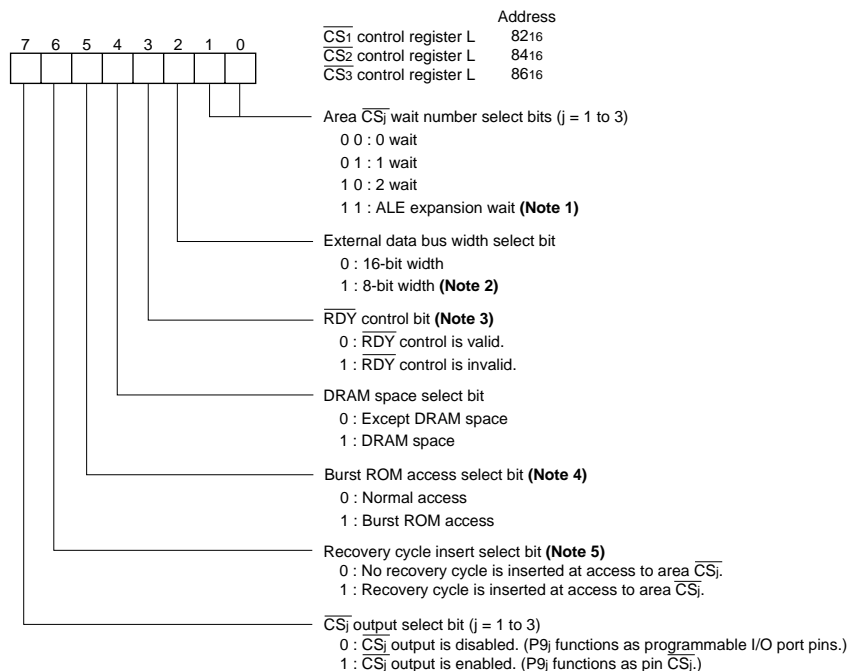 Address
CS1 control register L 8216
CS2 control register L 8416
CS3 control register L 8616
7 6 5 4 3 2 1 0
Area CSj wait number select bits (j = 1 to 3)
0 0 : 0 wait
0 1 : 1 wait
1 0 : 2 wait
1 1 : ALE expansion wait (Note 1)
External data bus width select bit
0 : 16-bit width
1 : 8-bit width (Note 2)
RDY control bit (Note 3)
0 : RDY control is valid.
1 : RDY control is invalid.
DRAM space select bit
0 : Except DRAM space
1 : DRAM space
Burst ROM access select bit (Note 4)
0 : Normal access
1 : Burst ROM access
Recovery cycle insert select bit (Note 5)
0 : No recovery cycle is inserted at access to area CSj.
1 : Recovery cycle is inserted at access to area CSj.
CSj output select bit (j = 1 to 3)
0 : CSj output is disabled. (P9j functions as programmable I/O port pins.)
1 : CSj output is enabled. (P9j functions as pin CSj.)